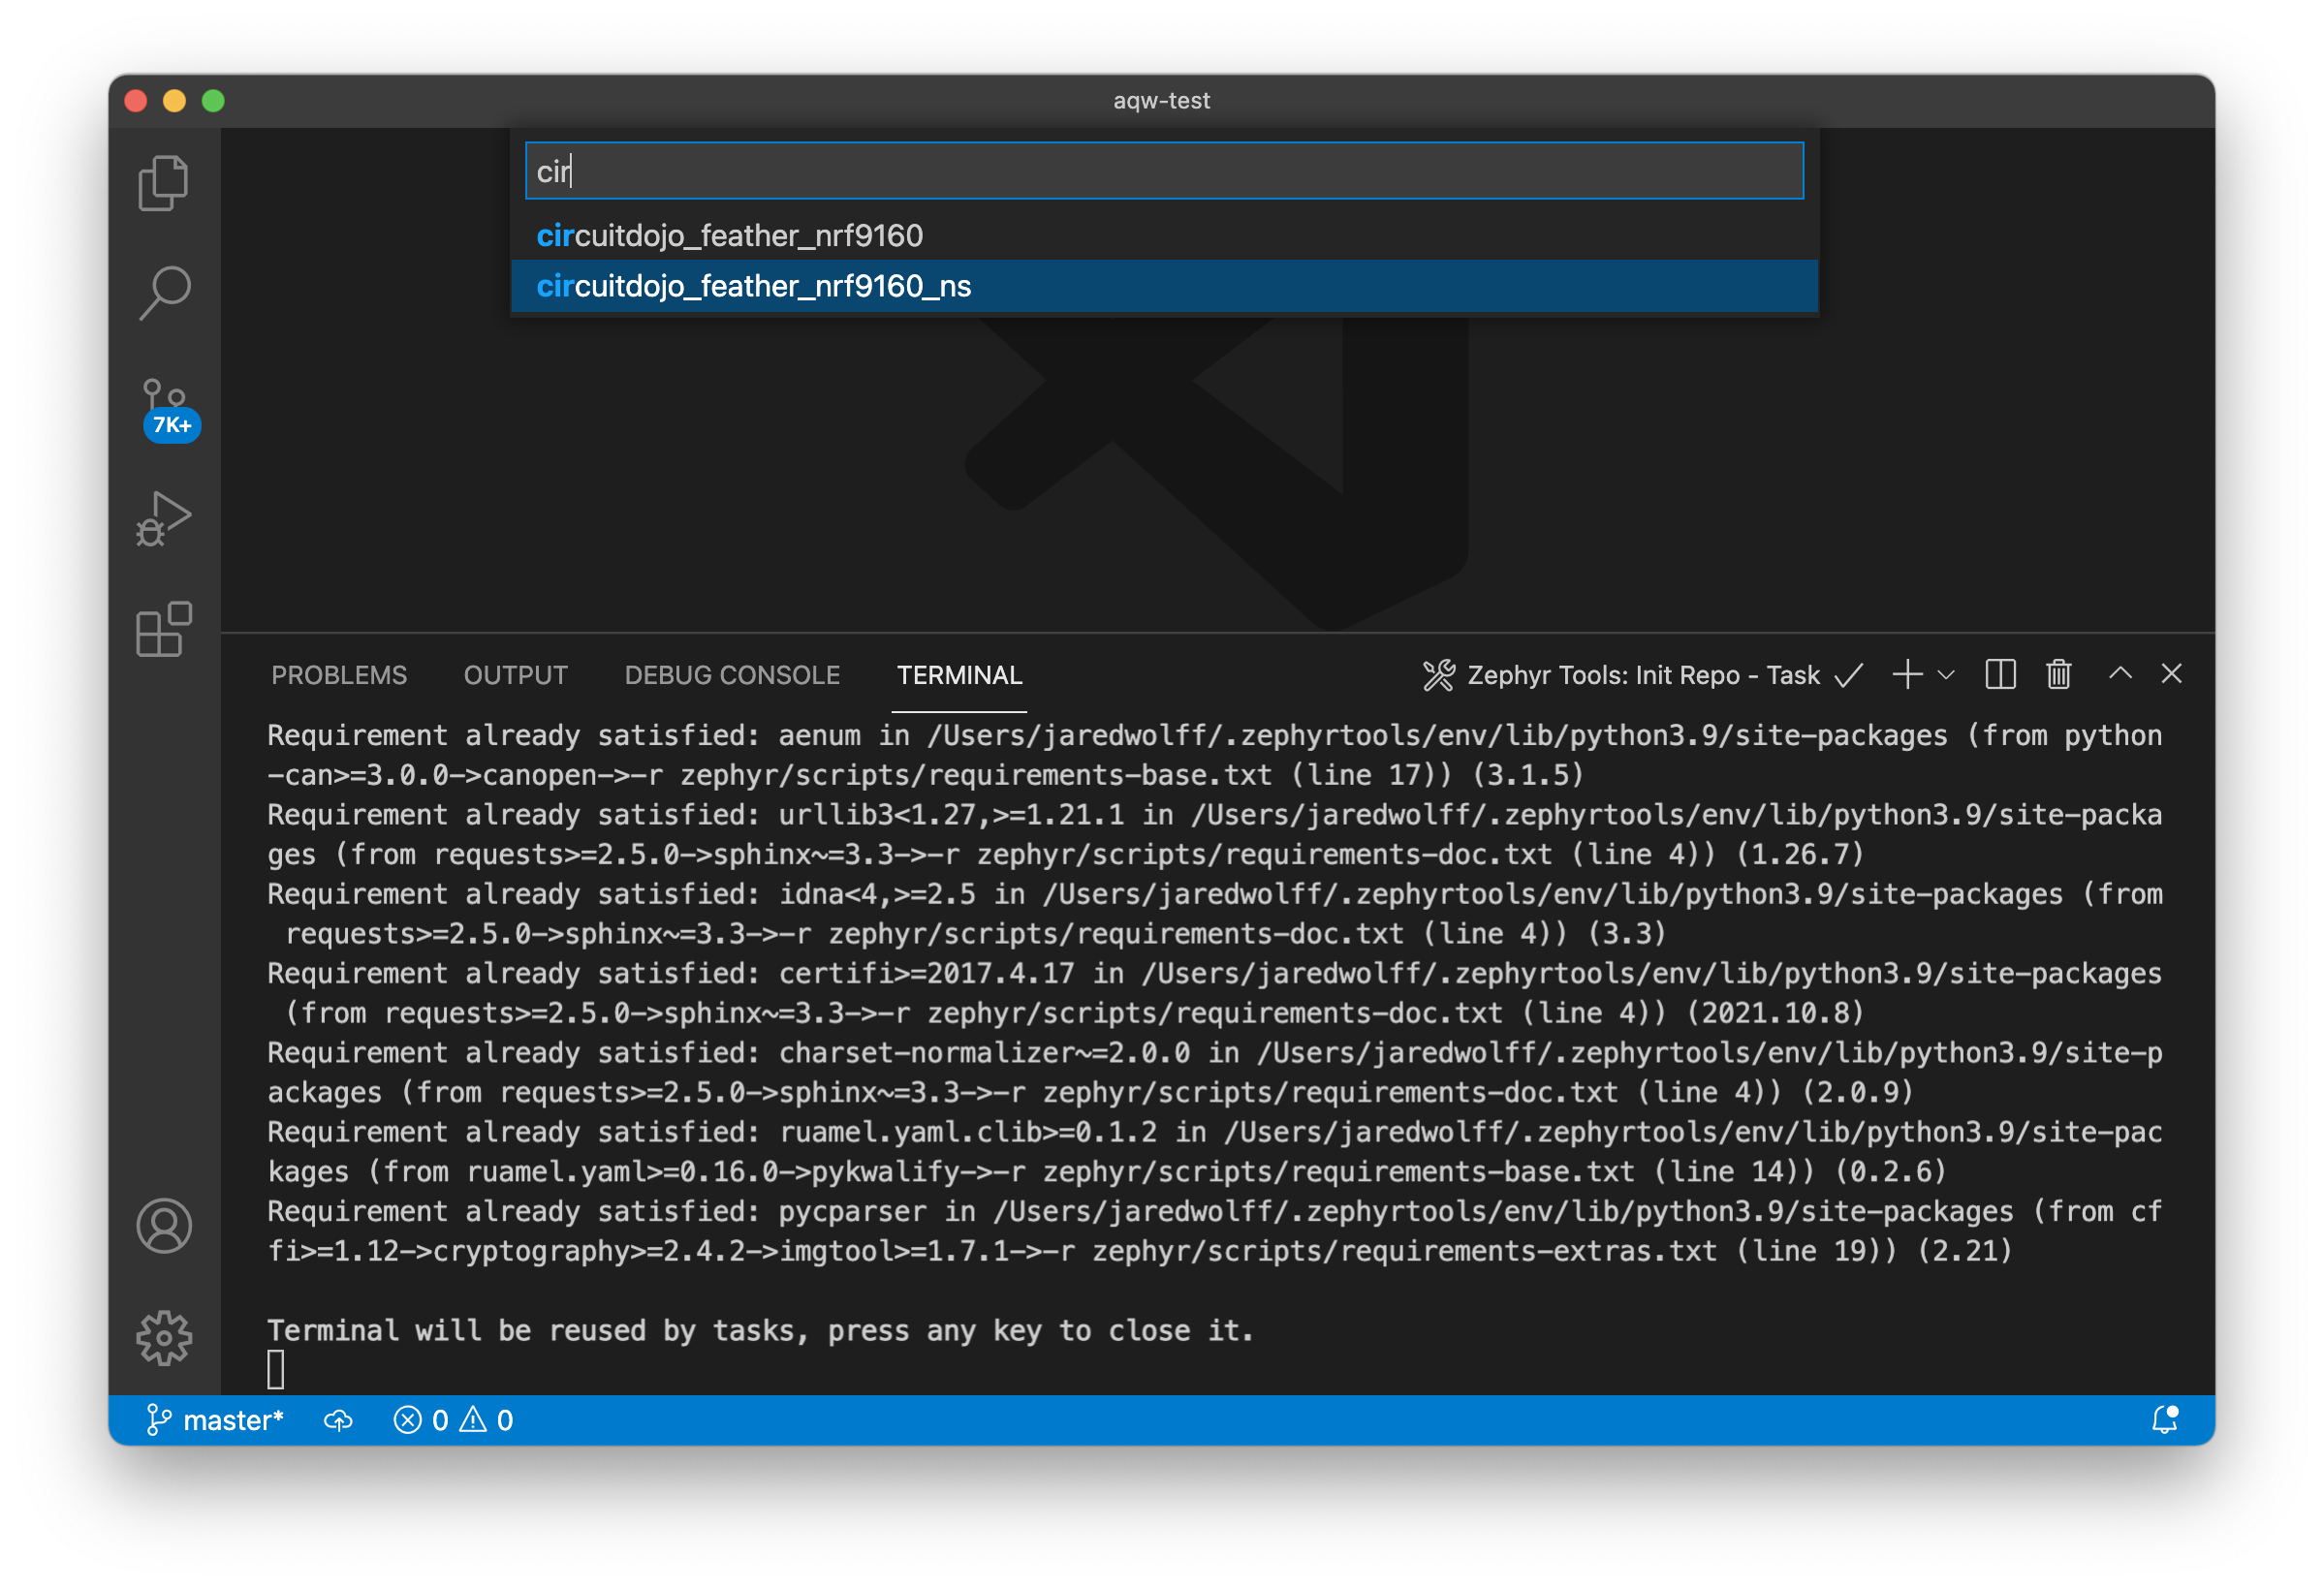 aqw-test
cir
circuitdojo_feather_nrf9160
circuitdojo_feather_nrf9160_ns
7K+
PROBLEMS OUTPUT DEBUG CONSOLE TERMINAL Zephyr Tools: Init Repo - Task
Requirement already satisfied: aenum in /Users/jaredwolff/.zephyrtools/env/lib/python3.9/site-packages (from python
-can>=3.0.0->canopen->-r zephyr/scripts/requirements-base.txt (line 17)) (3.1.5)
Requirement already satisfied: urllib3<1.27,>=1.21.1 in /Users/jaredwolff/.zephyrtools/env/lib/python3.9/site-packa
ges (from requests>=2.5.0->sphinx~=3.3->-r zephyr/scripts/requirements-doc.txt (line 4)) (1.26.7)
Requirement already satisfied: idna<4,>=2.5 in /Users/jaredwolff/.zephyrtools/env/lib/python3.9/site-packages (from
 requests>=2.5.0->sphinx~=3.3->-r zephyr/scripts/requirements-doc.txt (line 4)) (3.3)
Requirement already satisfied: certifi>=2017.4.17 in /Users/jaredwolff/.zephyrtools/env/lib/python3.9/site-packages
 (from requests>=2.5.0->sphinx~=3.3->-r zephyr/scripts/requirements-doc.txt (line 4)) (2021.10.8)
Requirement already satisfied: charset-normalizer~=2.0.0 in /Users/jaredwolff/.zephyrtools/env/lib/python3.9/site-p
ackages (from requests>=2.5.0->sphinx~=3.3->-r zephyr/scripts/requirements-doc.txt (line 4)) (2.0.9)
Requirement already satisfied: ruamel.yaml.clib>=0.1.2 in /Users/jaredwolff/.zephyrtools/env/lib/python3.9/site-pac
kages (from ruamel.yaml>=0.16.0->pykwalify->-r zephyr/scripts/requirements-base.txt (line 14)) (0.2.6)
Requirement already satisfied: pycparser in /Users/jaredwolff/.zephyrtools/env/lib/python3.9/site-packages (from cf
fi>=1.12->cryptography>=2.4.2->imgtool>=1.7.1->-r zephyr/scripts/requirements-extras.txt (line 19)) (2.21)
Terminal will be reused by tasks, press any key to close it.
master* 0 0